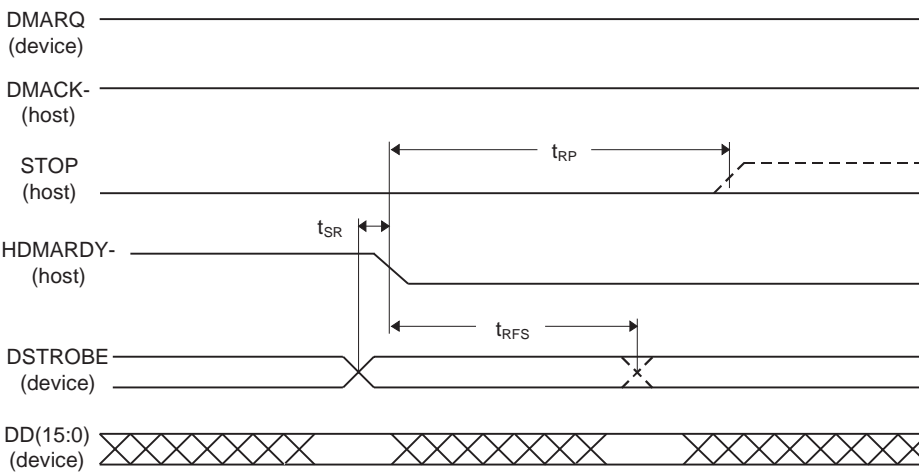 DMARQ
(device)
DMACK-
(host)
STOP
(host)
tRP
tSR
HDMARDY-
(host)
tRFS
DSTROBE
(device)
DD(15:0)
(device)